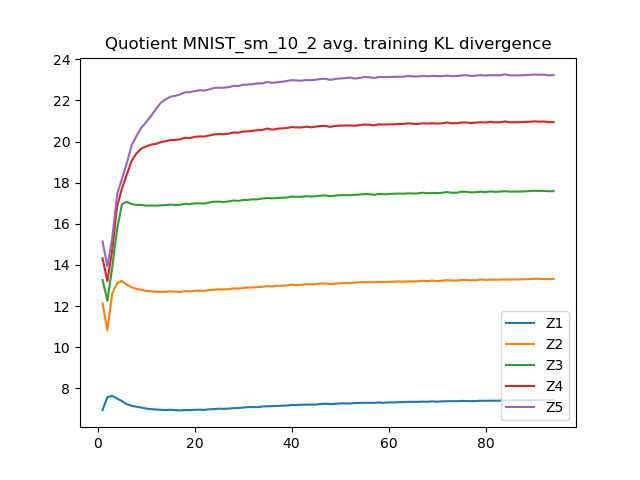 Quotient MNIST_sm_10_2 avg. training KL divergence
24
22
20
18
16
14
12
10
8
0 20 40 60 80
Z1
Z2
Z3
Z4
Z5